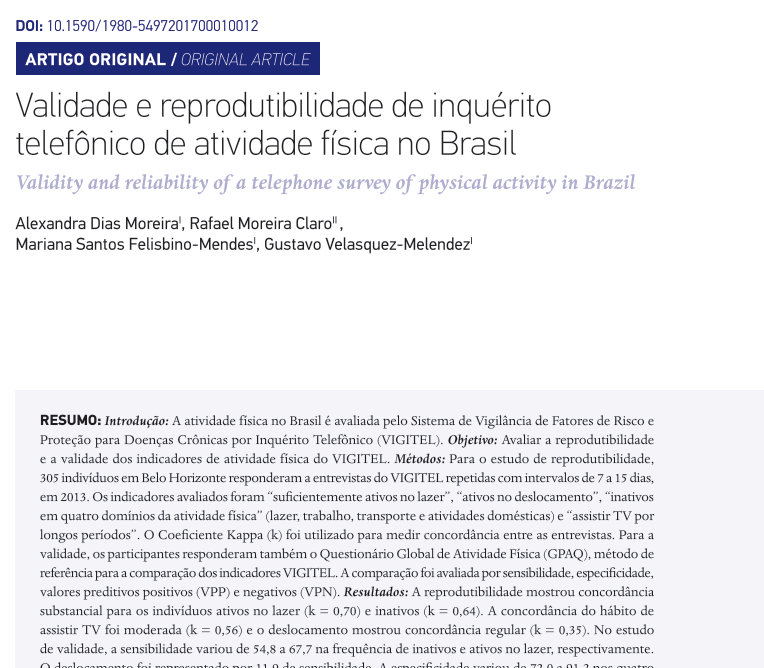 DOI: 10.1590/1980-5497201700010012
ARTIGO ORIGINAL / ORIGINAL ARTICLE
Validade e reprodutibilidade de inquérito
telefônico de atividade física no Brasil
Validity and reliability of a telephone survey of physical activity in Brazil
Alexandra Dias Moreiraᴵ, Rafael Moreira Claroᴵᴵ,
Mariana Santos Felisbino-Mendesᴵ, Gustavo Velasquez-Melendezᴵ
RESUMO: Introdução: A atividade física no Brasil é avaliada pelo Sistema de Vigilância de Fatores de Risco e
Proteção para Doenças Crônicas por Inquérito Telefônico (VIGITEL). Objetivo: Avaliar a reprodutibilidade
e a validade dos indicadores de atividade física do VIGITEL. Métodos: Para o estudo de reprodutibilidade,
305 indivíduos em Belo Horizonte responderam a entrevistas do VIGITEL repetidas com intervalos de 7 a 15 dias,
em 2013. Os indicadores avaliados foram “suficientemente ativos no lazer”, “ativos no deslocamento”, “inativos
em quatro domínios da atividade física” (lazer, trabalho, transporte e atividades domésticas) e “assistir TV por
longos períodos”. O Coeficiente Kappa (k) foi utilizado para medir concordância entre as entrevistas. Para a
validade, os participantes responderam também o Questionário Global de Atividade Física (GPAQ), método de
referência para a comparação dos indicadores VIGITEL. A comparação foi avaliada por sensibilidade, especificidade,
valores preditivos positivos (VPP) e negativos (VPN). Resultados: A reprodutibilidade mostrou concordância
substancial para os indivíduos ativos no lazer (k = 0,70) e inativos (k = 0,64). A concordância do hábito de
assistir TV foi moderada (k = 0,56) e o deslocamento mostrou concordância regular (k = 0,35). No estudo
de validade, a sensibilidade variou de 54,8 a 67,7 na frequência de inativos e ativos no lazer, respectivamente.
O deslocamento foi representado por 11,9 de sensibilidade. A especificidade variou de 72,0 a 91,2 nos quatro